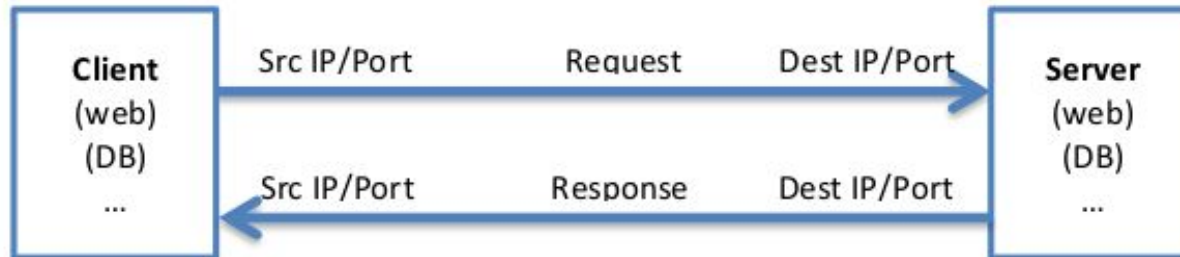 Client
(web)
(DB)
...
Src IP/Port Request Dest IP/Port
Src IP/Port Response Dest IP/Port
Server
(web)
(DB)
...